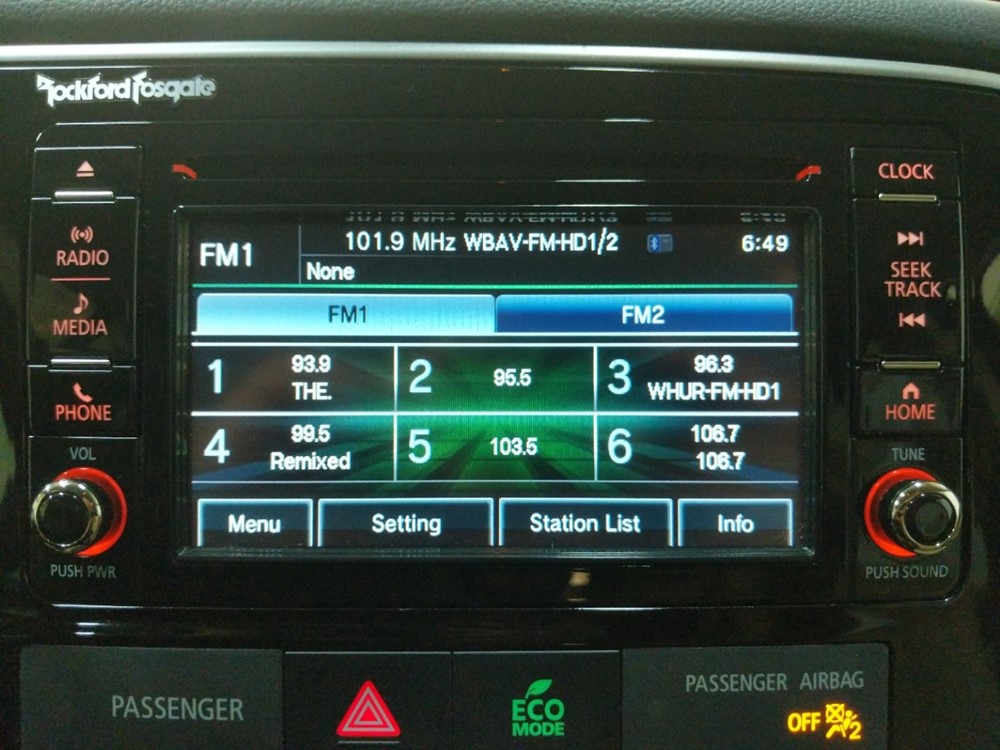 Rockford Fosgate
CLOCK
RADIO
MEDIA
PHONE
VOL
PUSH PWR
FM1
101.9 MHz WBAV-FM-HD1/2
6:49
None
FM1 FM2
1 93.9
THE.
2 95.5
3 96.3
WHUR-FM-HD1
4 99.5
Remixed
5 103.5
6 106.7
106.7
Menu Setting Station List Info
SEEK
TRACK
HOME
TUNE
PUSH SOUND
PASSENGER
ECO
MODE
PASSENGER AIRBAG
OFF 2